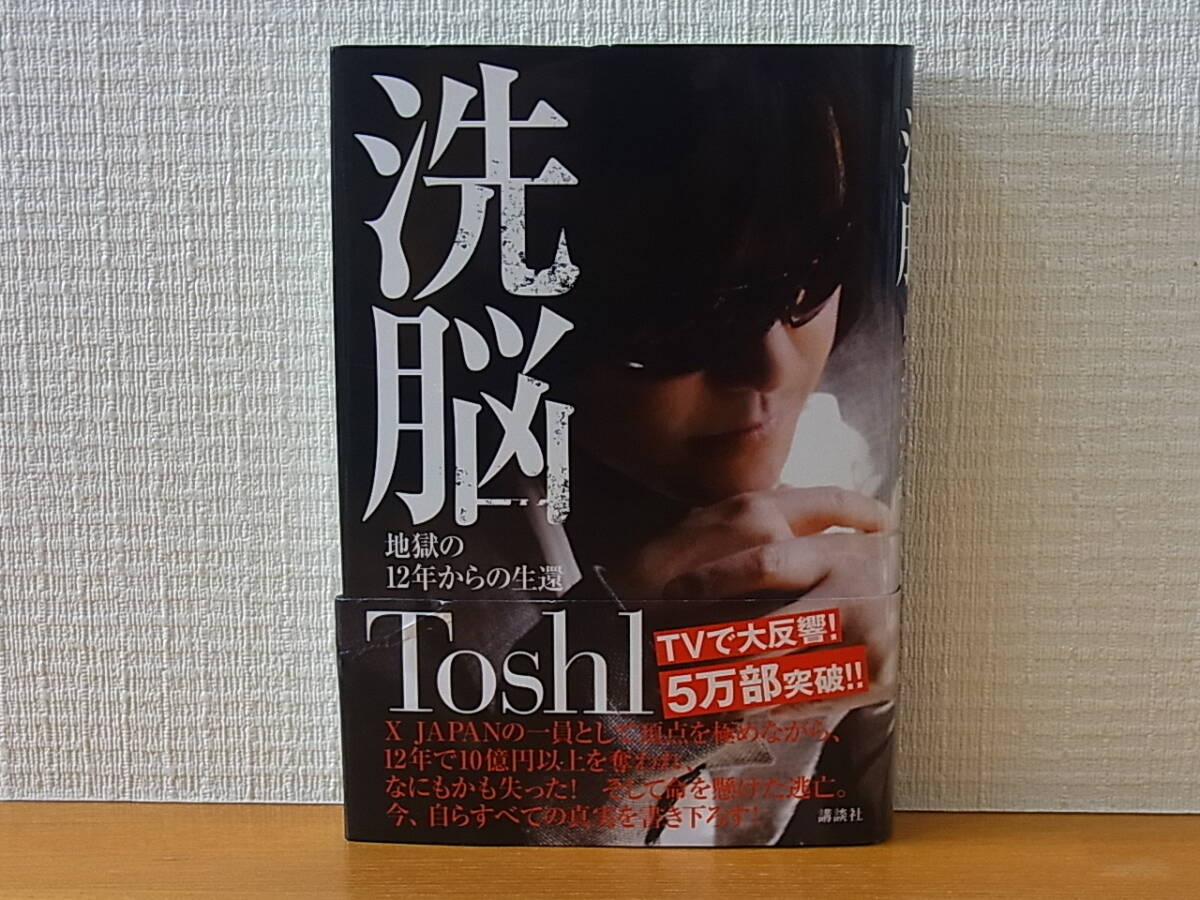 洗脳
地獄の
12年からの生還
Toshl
TVで大反響!
5万部突破!!
X JAPANの一員として頂点を極めながら、
12年で10億円以上を奪われ、
なにもかも失った! そして命を懸けた逃亡。
今、自らすべての真実を書き下ろす!
講談社
洗脳